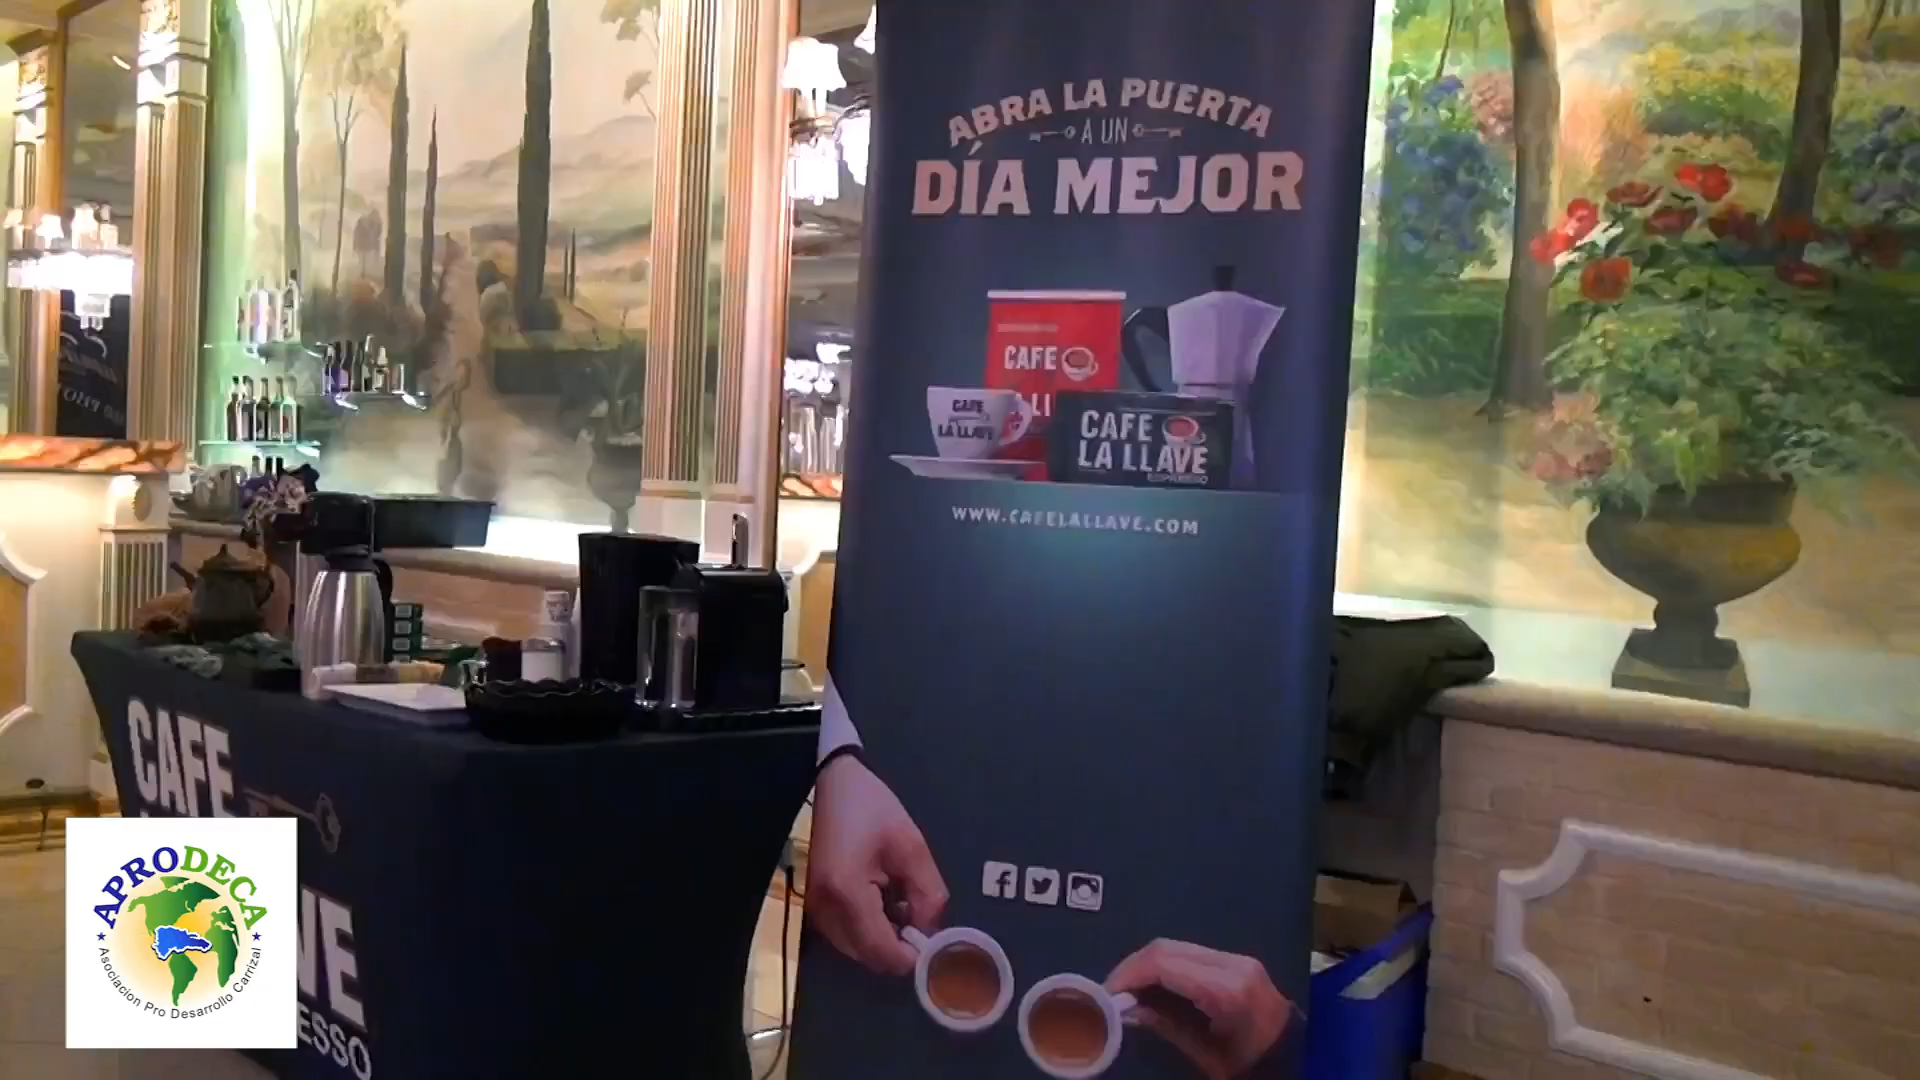 ABRA LA PUERTA
A UN
DÍA MEJOR
CAFE
CAFE
LA LLAVE
CAFE
LA LLAVE
ESPRESSO
WWW.CAFELALLAVE.COM
CAFE
VE
ESSO
APRODECA
Asociacion Pro Desarrollo Carrizal